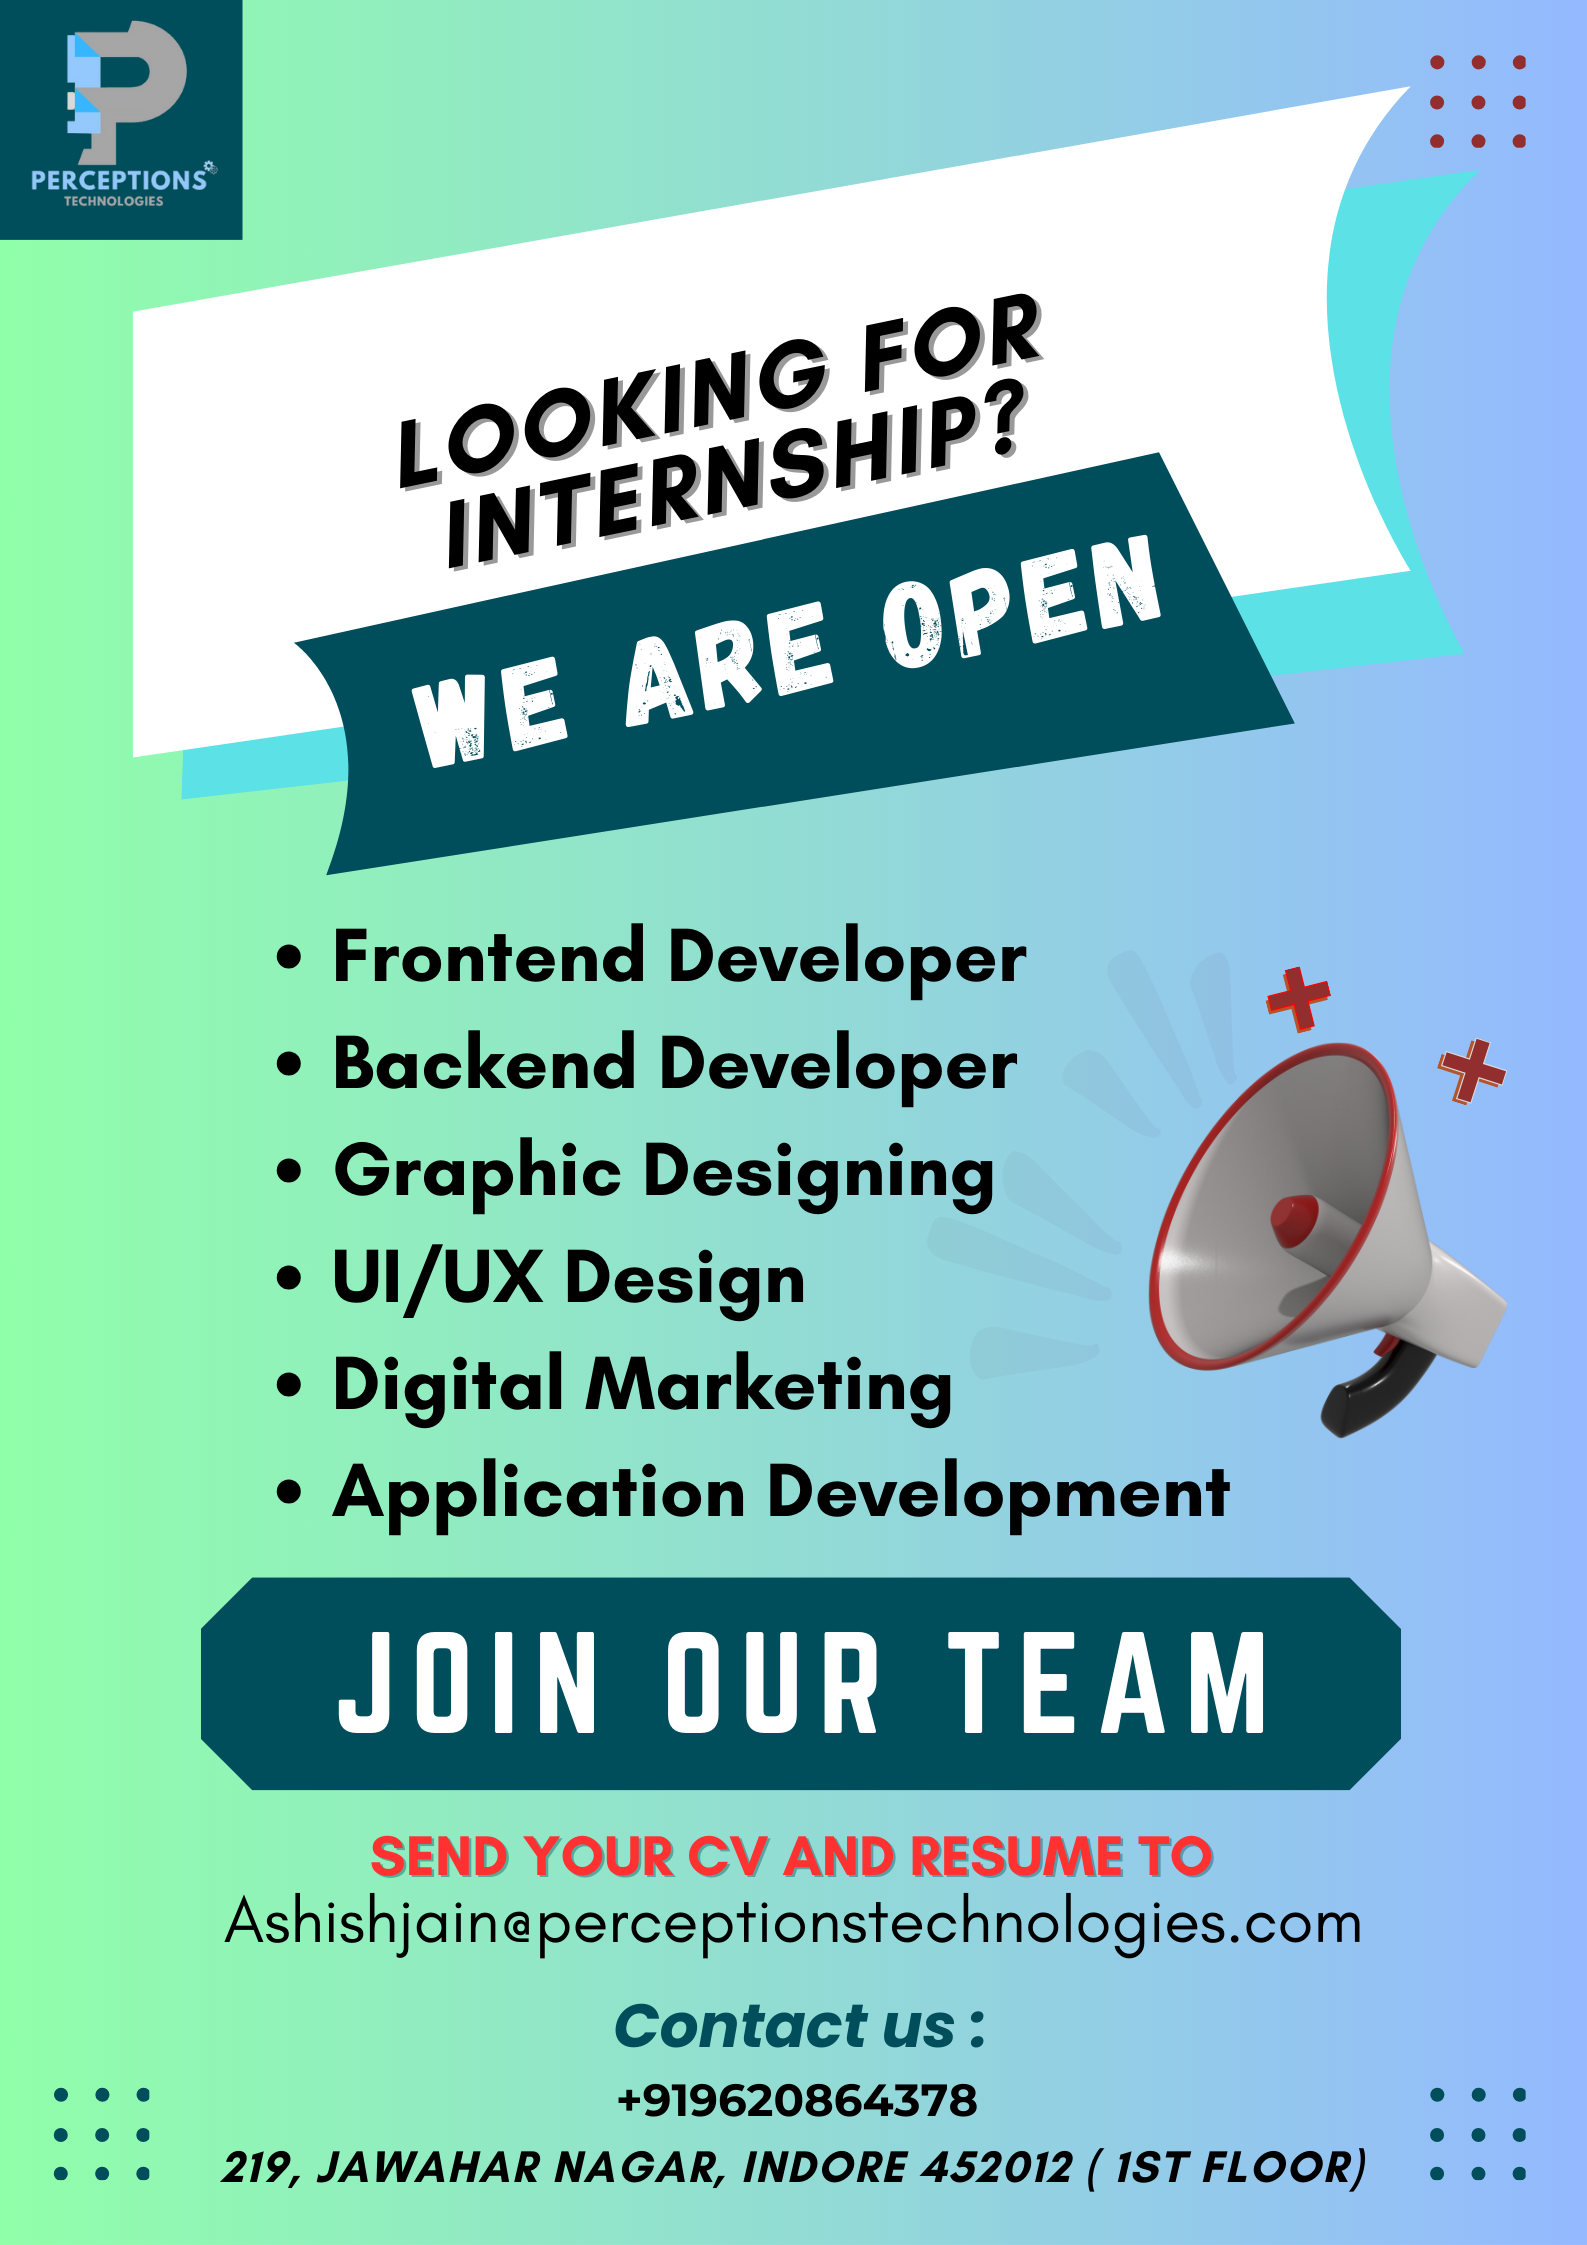 PERCEPTIONS
TECHNOLOGIES
LOOKING FOR
INTERNSHIP?
WE ARE OPEN
• Frontend Developer
• Backend Developer
• Graphic Designing
• UI/UX Design
• Digital Marketing
• Application Development
JOIN OUR TEAM
SEND YOUR CV AND RESUME TO
Ashishjain@perceptionstechnologies.com
Contact us :
+919620864378
219, JAWAHAR NAGAR, INDORE 452012 ( 1ST FLOOR)